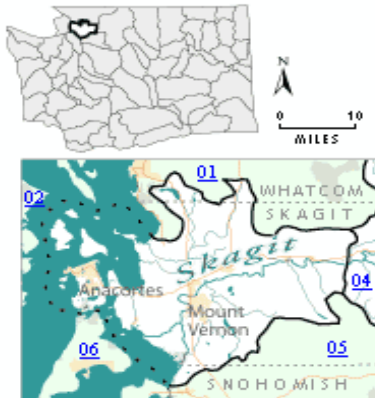 N
0 10
MILES
01
02
WHATCOM
SKAGIT
Skagit
04
Anacortes
Mount
Vernon
06
05
SNOHOMISH